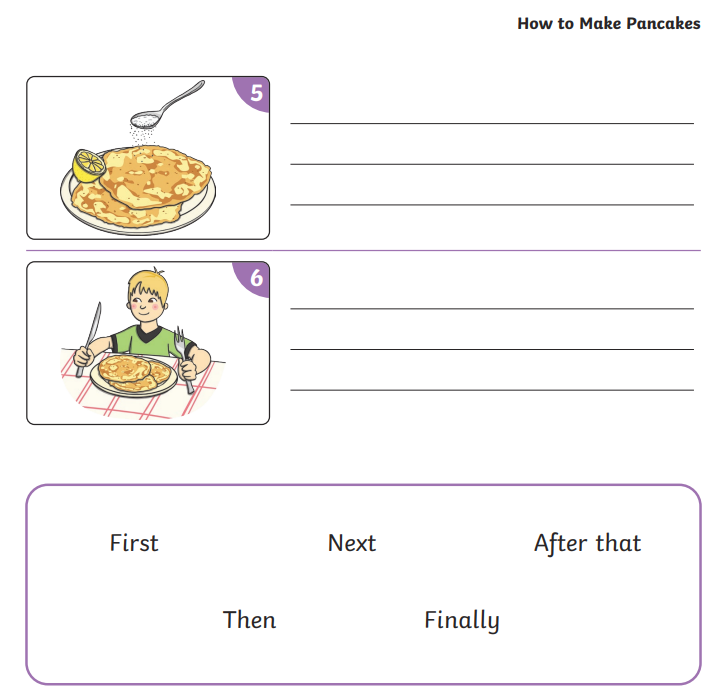 How to Make Pancakes
5
6
First Next After that
Then Finally